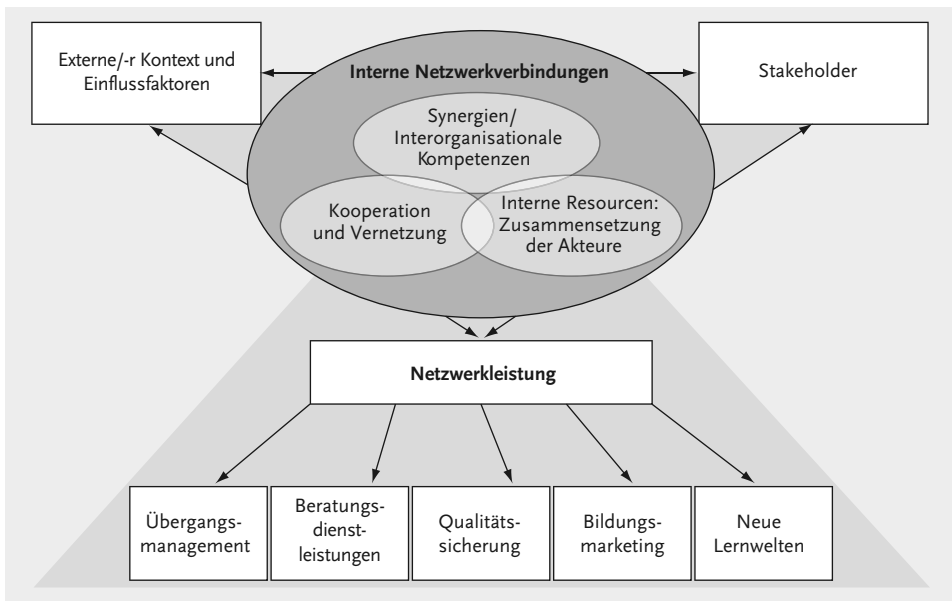 Externe/-r Kontext und
Einflussfaktoren
Interne Netzwerkverbindungen
Stakeholder
Synergien/
Interorganisationale
Kompetenzen
Kooperation
und Vernetzung
Interne Resourcen:
Zusammensetzung
der Akteure
Netzwerkleistung
Übergangs-
management
Beratungs-
dienst-
leistungen
Qualitäts-
sicherung
Bildungs-
marketing
Neue
Lernwelten